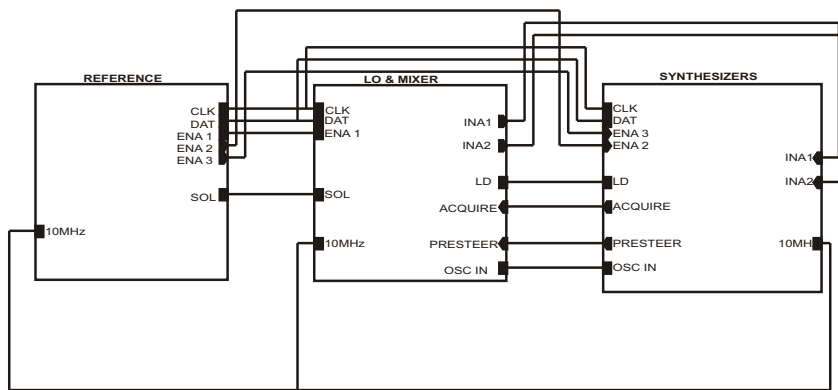 REFERENCE
CLK
DAT
ENA 1
ENA 2
ENA 3
SOL
10MHz
LO & MIXER
CLK
DAT
ENA 1
SOL
10MHz
INA1
INA2
LD
ACQUIRE
PRESTEER
OSC IN
SYNTHESIZERS
CLK
DAT
ENA 3
ENA 2
LD
ACQUIRE
PRESTEER
OSC IN
INA1
INA2
10MH